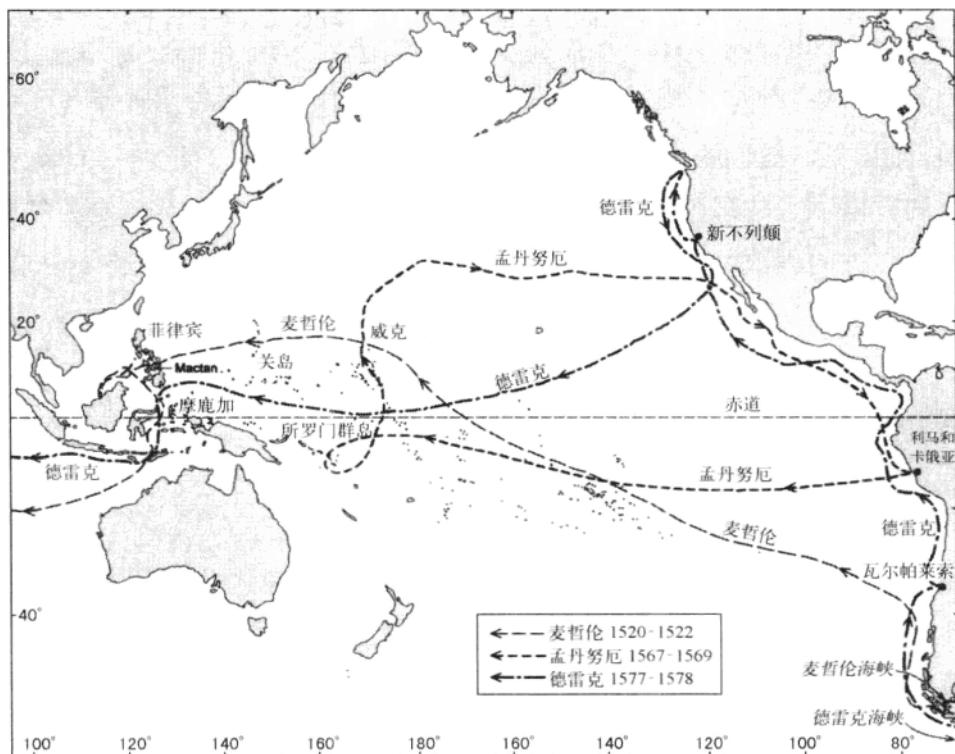 60°
德雷克
40°
新不列颠
孟丹努厄
20°
菲律宾
麦哲伦
威克
Mactan
关岛
德雷克
摩鹿加
赤道
所罗门群岛
利马和
卡俄亚
德雷克
孟丹努厄
德雷克
麦哲伦
瓦尔帕莱索
40°
40°
麦哲伦 1520-1522
孟丹努厄 1567-1569
德雷克 1577-1578
麦哲伦海峡
德雷克海峡
100° 120° 140° 160° 180° 160° 140° 120° 100° 80°